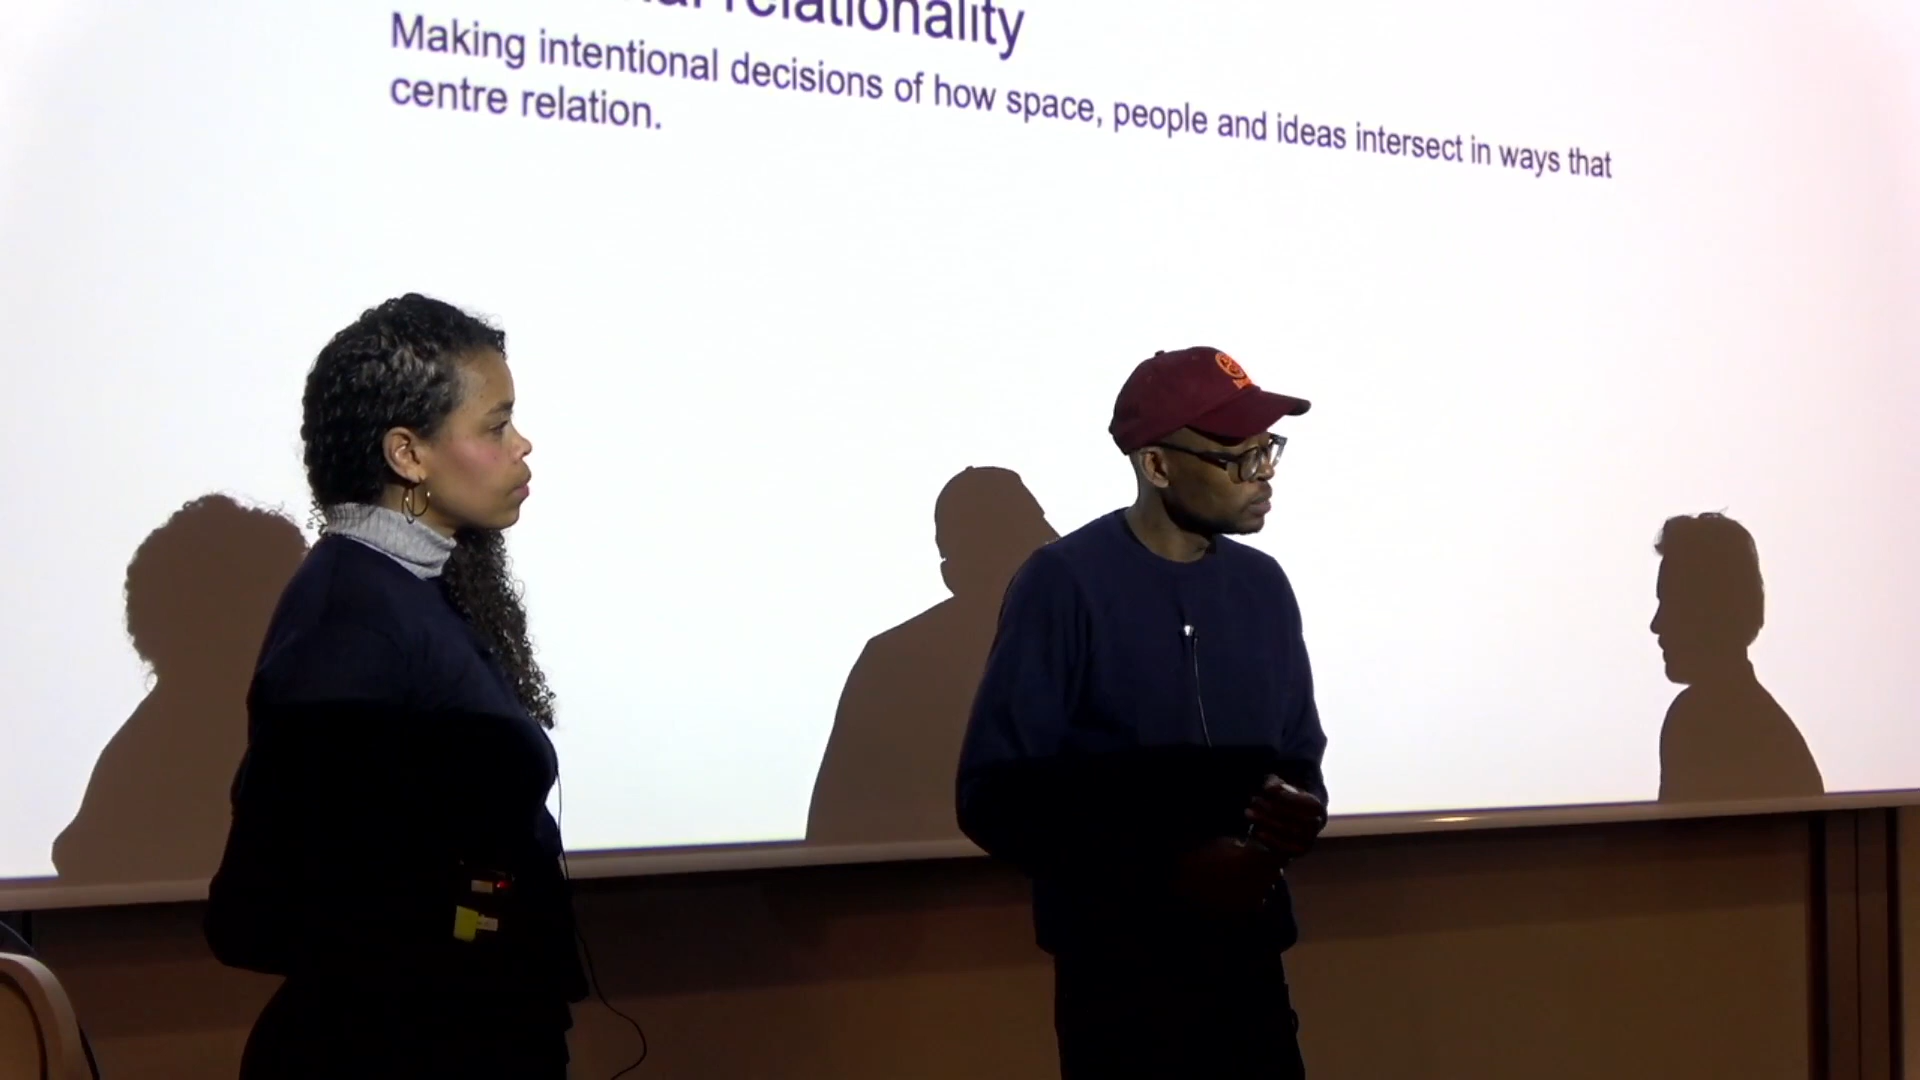 relationality
Making intentional decisions of how space, people and ideas intersect in ways that
centre relation.